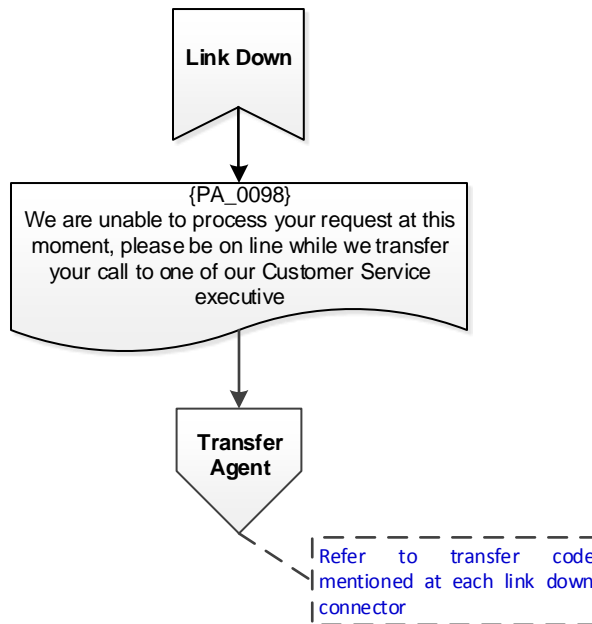 Link Down
{PA_0098}
We are unable to process your request at this
moment, please be on line while we transfer
your call to one of our Customer Service
executive
Transfer
Agent
Refer to transfer code
mentioned at each link down
connector